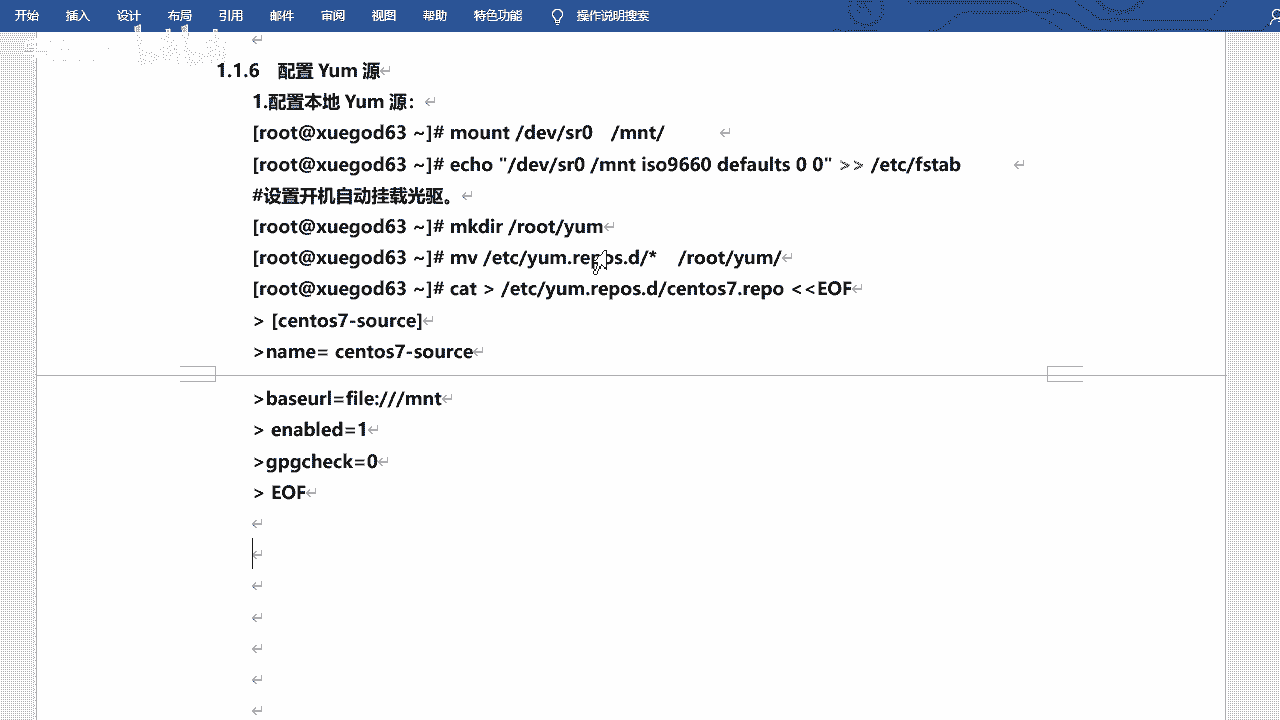 开始 插入 设计 布局 引用 邮件 审阅 视图 帮助 特色功能 操作说明搜索
1.1.6 配置 Yum 源
1.配置本地 Yum 源：
[root@xuegod63 ~]# mount /dev/sr0 /mnt/
[root@xuegod63 ~]# echo "/dev/sr0 /mnt iso9660 defaults 0 0" >> /etc/fstab
#设置开机自动挂载光驱。
[root@xuegod63 ~]# mkdir /root/yum
[root@xuegod63 ~]# mv /etc/yum.repos.d/* /root/yum/
[root@xuegod63 ~]# cat > /etc/yum.repos.d/centos7.repo <<EOF
> [centos7-source]
>name= centos7-source
>baseurl=file:///mnt
> enabled=1
>gpgcheck=0
> EOF